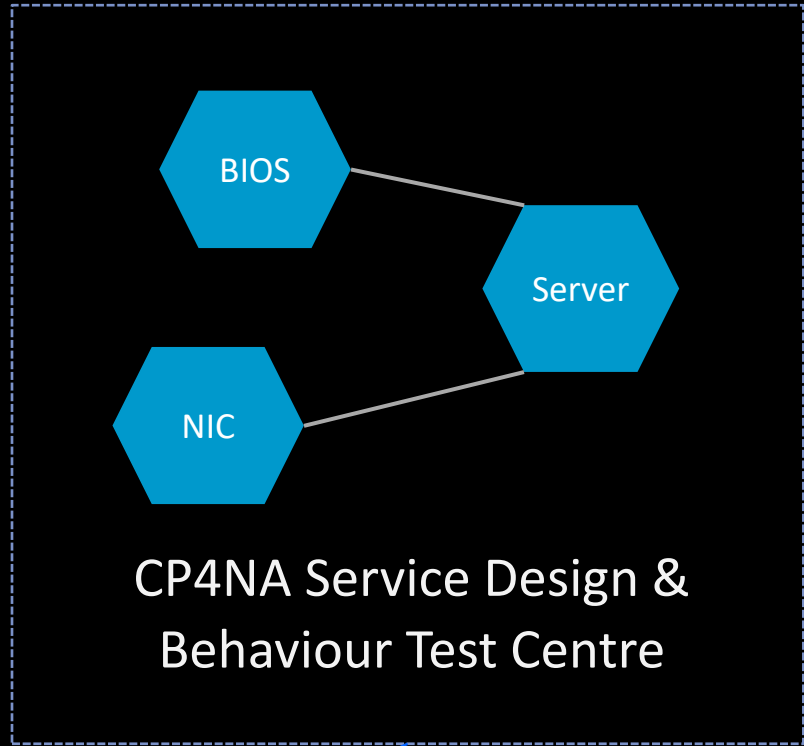 BIOS
Server
NIC
CP4NA Service Design &
Behaviour Test Centre